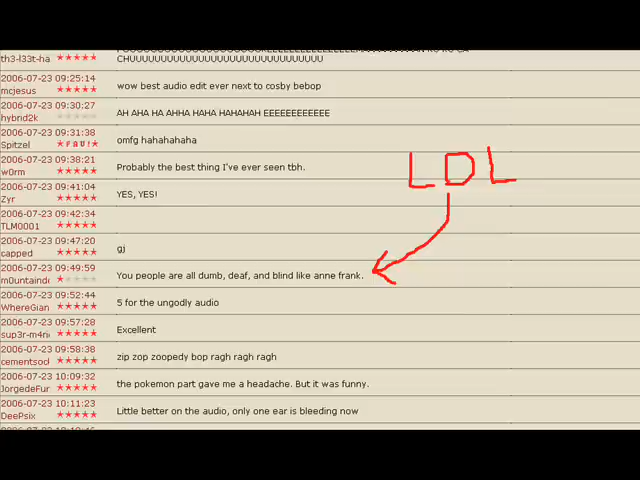 th3-l33t-ha ★★★★★ CHUUUUUUUUUUUUUUUUUUUUUUUUUUUUUUU
2006-07-23 09:25:14
mcjesus ★★★★★ wow best audio edit ever next to cosby bebop
2006-07-23 09:30:27
hybrid2k AH AHA HA AHHA HAHA HAHAHAH EEEEEEEEEEEE
2006-07-23 09:31:38
Spitzel omfg hahahahaha
2006-07-23 09:38:21
w0rm ★★★★★ Probably the best thing I've ever seen tbh.
LOL
2006-07-23 09:41:04
Zyr ★★★★★ YES, YES!
2006-07-23 09:42:34
TLM0001 ★★★★★
2006-07-23 09:47:20
capped ★★★★★ gj
2006-07-23 09:49:59
m0untaind You people are all dumb, deaf, and blind like anne frank.
2006-07-23 09:52:44
WhereGian ★★★★★ 5 for the ungodly audio
2006-07-23 09:57:28
sup3r-m4ri ★★★★★ Excellent
2006-07-23 09:58:38
cementsod ★★★★★ zip zop zoopedy bop ragh ragh ragh
2006-07-23 10:09:32
JorgedeFur ★★★★★ the pokemon part gave me a headache. But it was funny.
2006-07-23 10:11:23
DeePsix ★★★★★ Little better on the audio, only one ear is bleeding now